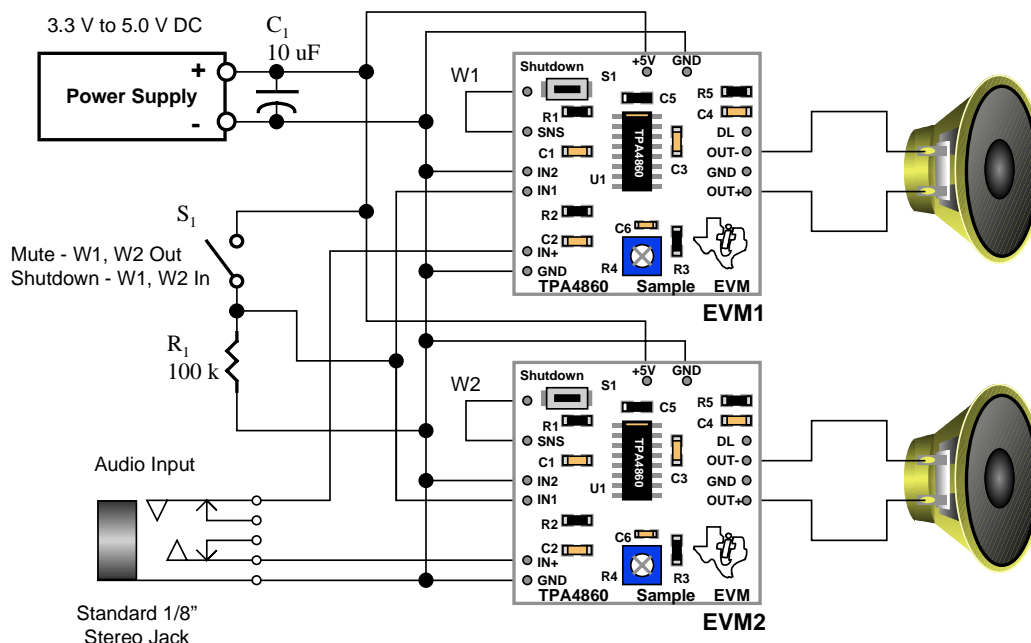 3.3 V to 5.0 V DC
C1
10 uF
+
Power Supply
-
S1
Mute - W1, W2 Out
Shutdown - W1, W2 In
R1
100 k
Audio Input
Standard 1/8”
Stereo Jack
W1
+5V
GND
Shutdown
S1
C5
R5
R1
C4
SNS
DL
C1
TPA4860
OUT-
IN2
C3
GND
IN1
U1
OUT+
R2
C2
C6
IN+
GND
R4
R3
TPA4860
Sample
EVM
EVM1
W2
+5V
GND
Shutdown
S1
C5
R5
R1
C4
SNS
DL
C1
TPA4860
OUT-
IN2
C3
GND
IN1
U1
OUT+
R2
C2
C6
IN+
GND
R4
R3
TPA4860
Sample
EVM
EVM2